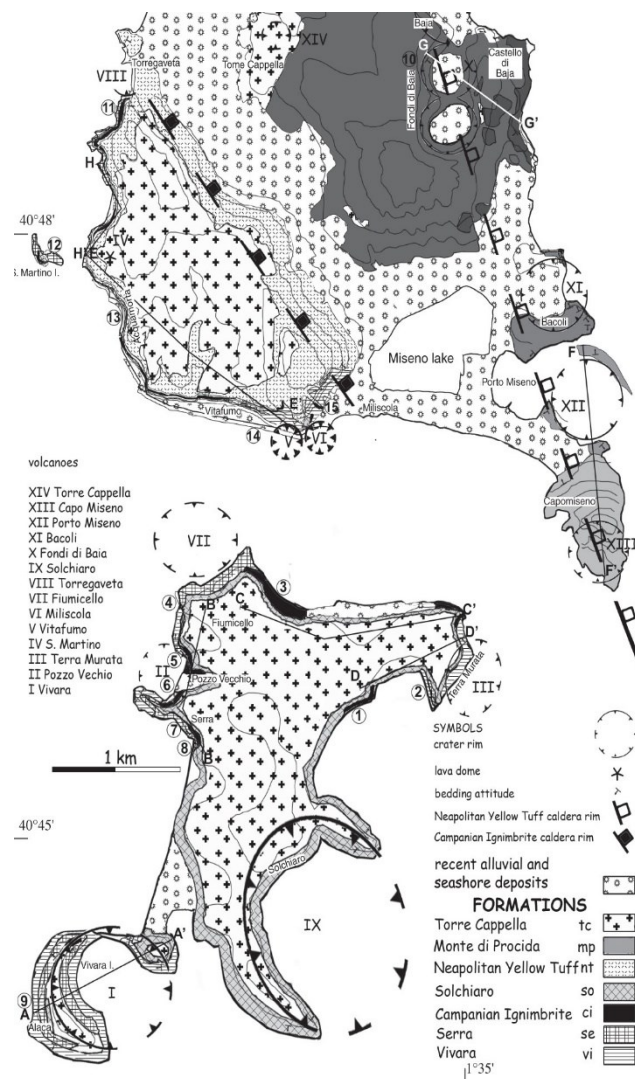 Baja
Torregaveta
VIII
Torre Cappella
XIV
10
G
Fondi di Baia
X
Castello
di
Baja
G'
11
H
40°48'
12
S. Martino I.
H'E
IV
13
Acquamorta
XI
Bacoli
Miseno lake
Porto Miseno
F
XII
Vitafumo
E'
15
Miliscola
14
V
VI
Capomiseno
XIII
F'
volcanoes
XIV Torre Cappella
XIII Capo Miseno
XII Porto Miseno
XI Bacoli
X Fondi di Baia
IX Solchiaro
VIII Torregaveta
VII Fiumicello
VI Miliscola
V Vitafumo
IV S. Martino
III Terra Murata
II Pozzo Vechio
I Vivara
VII
4
B'
C
3
Fiumicello
C'
D'
5
II
Pozzo Vecchio
6
D
2
Terra Murata
III
1
Serra
7
8
B
1 km
40°45'
Solchiaro
IX
A'
Vivara I.
I
9
A
Alaca
SYMBOLS
crater rim
lava dome
bedding attitude
Neapolitan Yellow Tuff caldera rim
Campanian Ignimbrite caldera rim
recent alluvial and
seashore deposits
FORMATIONS
Torre Cappella tc
Monte di Procida mp
Neapolitan Yellow Tuff nt
Solchiaro so
Campanian Ignimbrite ci
Serra se
Vivara vi
1°35'